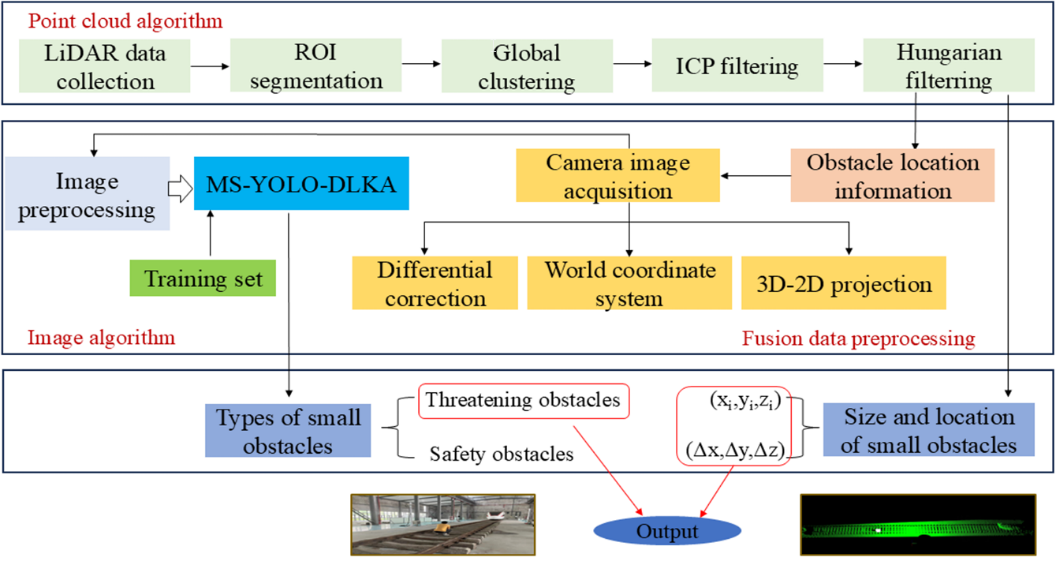 Point cloud algorithm
LiDAR data
collection
ROI
segmentation
Global
clustering
ICP filtering
Hungarian
filterring
Image
preprocessing
MS-YOLO-DLKA
Camera image
acquisition
Obstacle location
information
Training set
Differential
correction
World coordinate
system
3D-2D projection
Image algorithm
Fusion data preprocessing
Types of small
obstacles
Threatening obstacles
Safety obstacles
(xᵢ,yᵢ,zᵢ)
(Δx,Δy,Δz)
Size and location
of small obstacles
Output